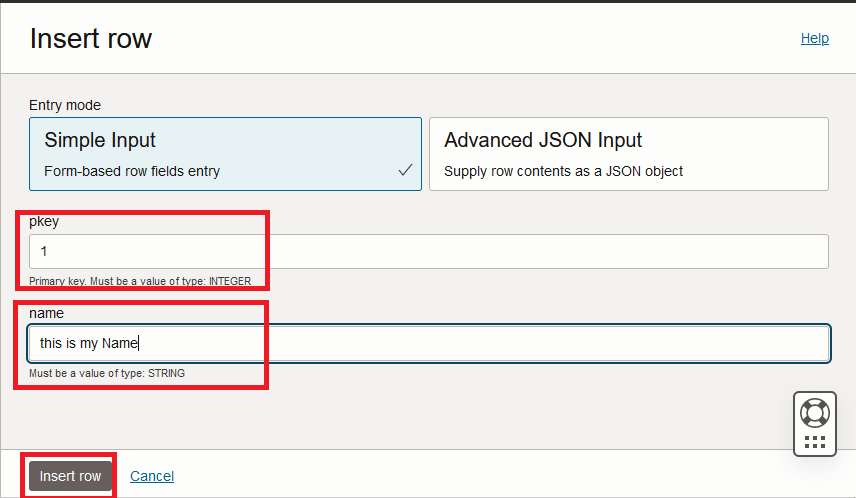 Insert row
Help
Entry mode
Simple Input
Form-based row fields entry
Advanced JSON Input
Supply row contents as a JSON object
pkey
1
Primary key. Must be a value of type: INTEGER
name
this is my Name
Must be a value of type: STRING
Insert row
Cancel